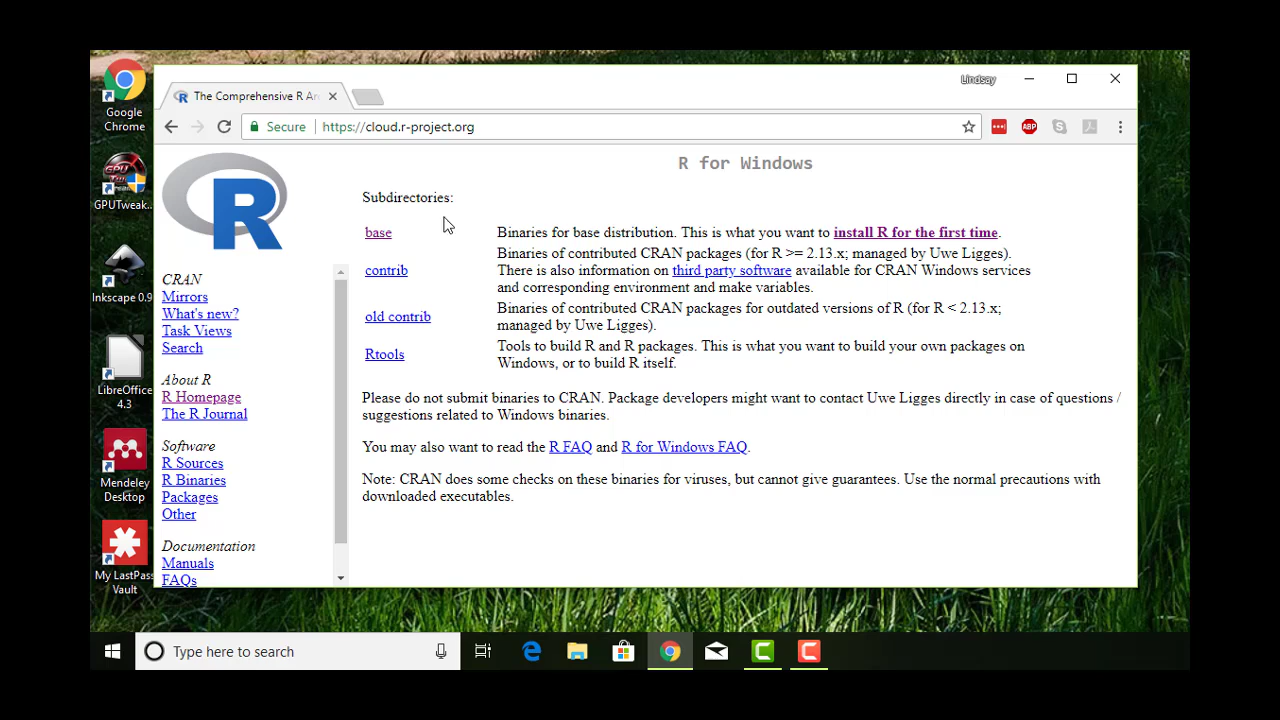 Lindsay
The Comprehensive R Ar
Secure
https://cloud.r-project.org
ABP
Google
Chrome
GPUTweak...
Inkscape 0.9
LibreOffice
4.3
Mendeley
Desktop
My LastPass
Vault
R
CRAN
Mirrors
What's new?
Task Views
Search
About R
R Homepage
The R Journal
Software
R Sources
R Binaries
Packages
Other
Documentation
Manuals
FAQs
R for Windows
Subdirectories:
base
Binaries for base distribution. This is what you want to install R for the first time.
contrib
Binaries of contributed CRAN packages (for R >= 2.13.x; managed by Uwe Ligges).
There is also information on third party software available for CRAN Windows services
and corresponding environment and make variables.
old contrib
Binaries of contributed CRAN packages for outdated versions of R (for R < 2.13.x;
managed by Uwe Ligges).
Rtools
Tools to build R and R packages. This is what you want to build your own packages on
Windows, or to build R itself.
Please do not submit binaries to CRAN. Package developers might want to contact Uwe Ligges directly in case of questions /
suggestions related to Windows binaries.
You may also want to read the R FAQ and R for Windows FAQ.
Note: CRAN does some checks on these binaries for viruses, but cannot give guarantees. Use the normal precautions with
downloaded executables.
Type here to search